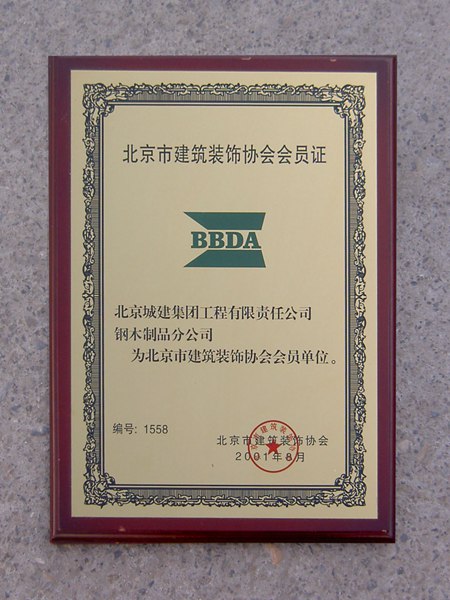 北京市建筑装饰协会会员证
BBDA
北京城建集团工程有限责任公司
钢木制品分公司
为北京市建筑装饰协会会员单位。
编号: 1558
北京市建筑装饰协会
2001年8月